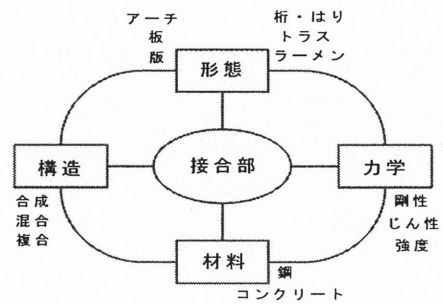 アーチ
板
版
桁・はり
トラス
ラーメン
形態
構造
接合部
力学
合成
混合
複合
剛性
じん性
強度
材料
鋼
コンクリート